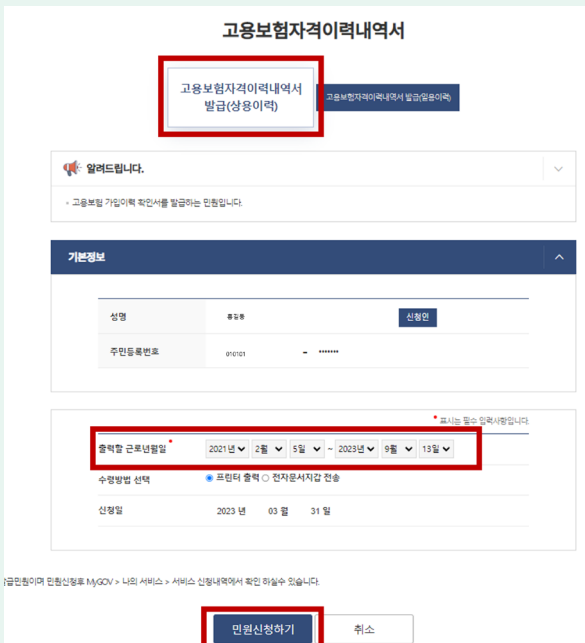 고용보험자격이력내역서
고용보험자격이력내역서
발급(상용이력)
고용보험자격이력내역서 발급(일용이력)
알려드립니다.
고용보험 가입이력 확인서를 발급하는 민원입니다.
기본정보
성명 홍길동 신청인
주민등록번호 010101 - *******
* 표시는 필수 입력사항입니다.
출력할 근로년월일 * 2021년 2월 5일 ~ 2023년 9월 13일
수령방법 선택 프린터 출력 전자문서지갑 전송
신청일 2023 년 03 월 31 일
급민원이며 민원신청후 MyGOV > 나의 서비스 > 서비스 신청내역에서 확인 하실수 있습니다.
민원신청하기 취소